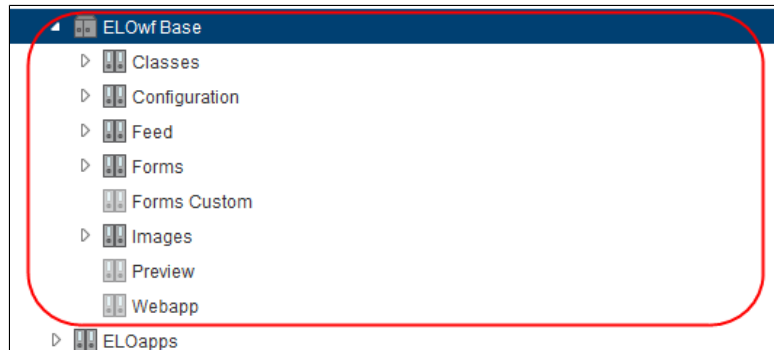 ELOwf Base
Classes
Configuration
Feed
Forms
Forms Custom
Images
Preview
Webapp
ELOapps